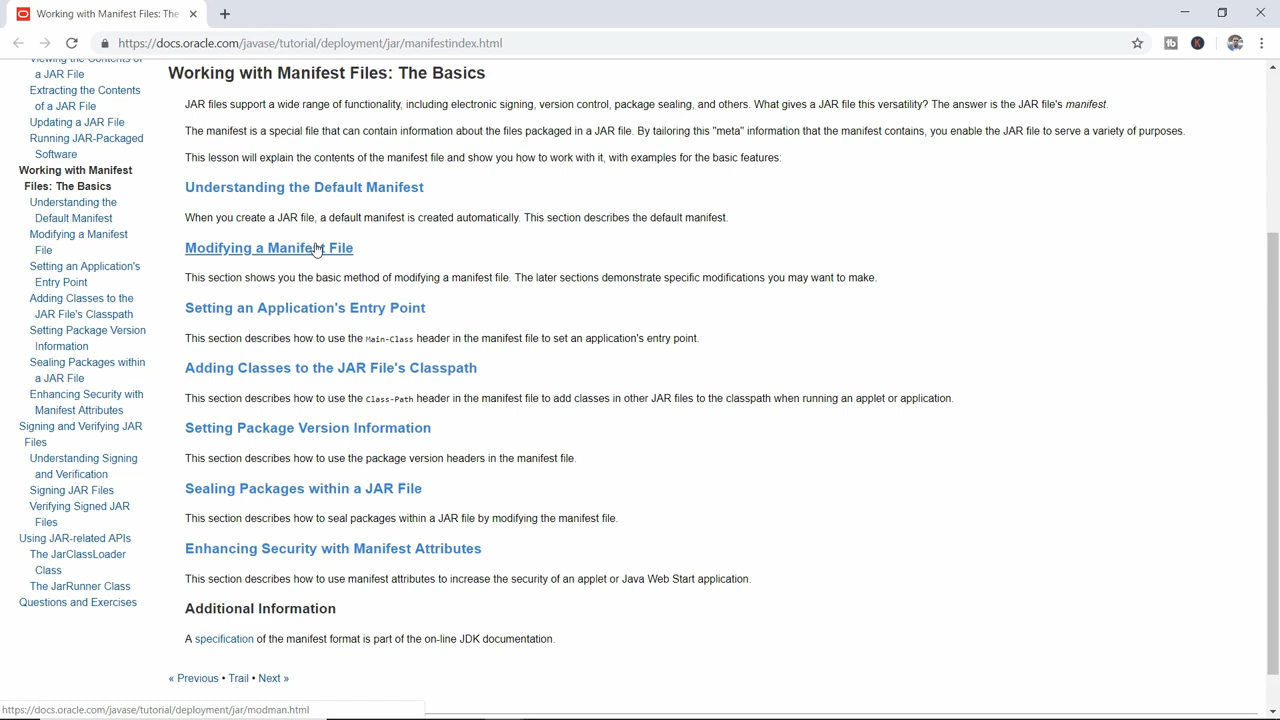 Working with Manifest Files: The
https://docs.oracle.com/javase/tutorial/deployment/jar/manifestindex.html
Viewing the Contents of
a JAR File
Extracting the Contents
of a JAR File
Updating a JAR File
Running JAR-Packaged
Software
Working with Manifest
Files: The Basics
Understanding the
Default Manifest
Modifying a Manifest
File
Setting an Application's
Entry Point
Adding Classes to the
JAR File's Classpath
Setting Package Version
Information
Sealing Packages within
a JAR File
Enhancing Security with
Manifest Attributes
Signing and Verifying JAR
Files
Understanding Signing
and Verification
Signing JAR Files
Verifying Signed JAR
Files
Using JAR-related APIs
The JarClassLoader
Class
The JarRunner Class
Questions and Exercises
Working with Manifest Files: The Basics
JAR files support a wide range of functionality, including electronic signing, version control, package sealing, and others. What gives a JAR file this versatility? The answer is the JAR file's manifest.
The manifest is a special file that can contain information about the files packaged in a JAR file. By tailoring this "meta" information that the manifest contains, you enable the JAR file to serve a variety of purposes.
This lesson will explain the contents of the manifest file and show you how to work with it, with examples for the basic features:
Understanding the Default Manifest
When you create a JAR file, a default manifest is created automatically. This section describes the default manifest.
Modifying a Manifest File
This section shows you the basic method of modifying a manifest file. The later sections demonstrate specific modifications you may want to make.
Setting an Application's Entry Point
This section describes how to use the Main-Class header in the manifest file to set an application's entry point.
Adding Classes to the JAR File's Classpath
This section describes how to use the Class-Path header in the manifest file to add classes in other JAR files to the classpath when running an applet or application.
Setting Package Version Information
This section describes how to use the package version headers in the manifest file.
Sealing Packages within a JAR File
This section describes how to seal packages within a JAR file by modifying the manifest file.
Enhancing Security with Manifest Attributes
This section describes how to use manifest attributes to increase the security of an applet or Java Web Start application.
Additional Information
A specification of the manifest format is part of the on-line JDK documentation.
« Previous • Trail • Next »
https://docs.oracle.com/javase/tutorial/deployment/jar/modman.html